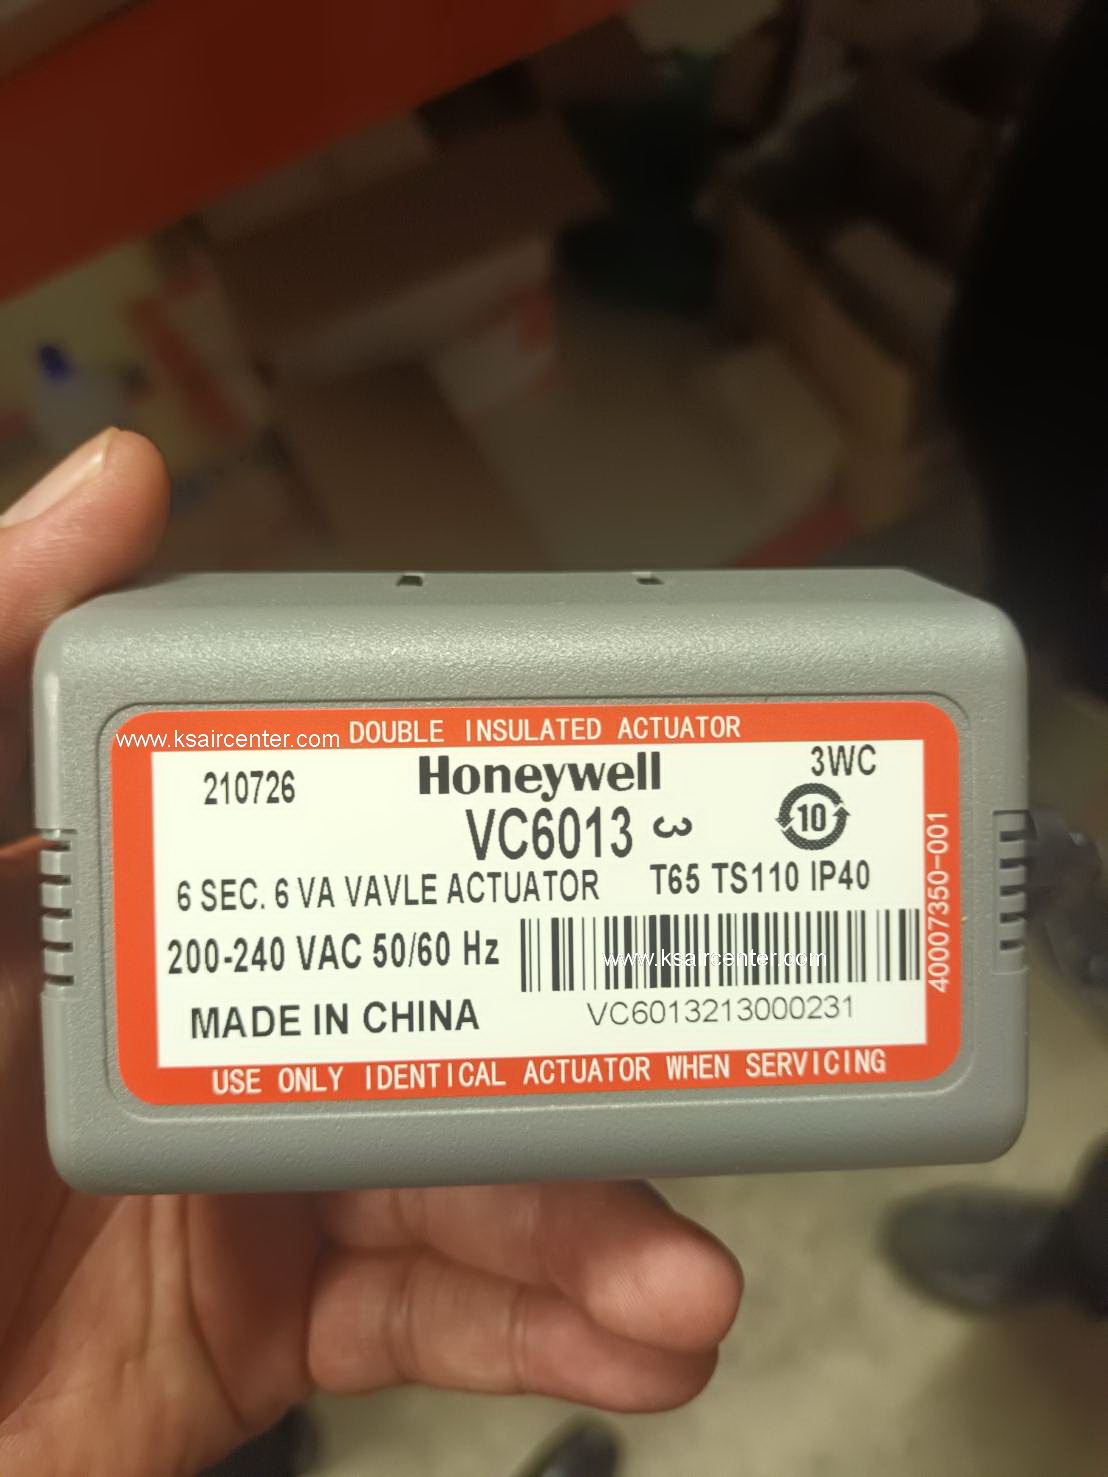 www.ksaircenter.com
DOUBLE INSULATED ACTUATOR
210726
Honeywell
3WC
VC6013 3
10
6 SEC. 6 VA VAVLE ACTUATOR
T65 TS110 IP40
200-240 VAC 50/60 Hz
www.ksaircenter.com
MADE IN CHINA
VC6013213000231
40007350-001
USE ONLY IDENTICAL ACTUATOR WHEN SERVICING